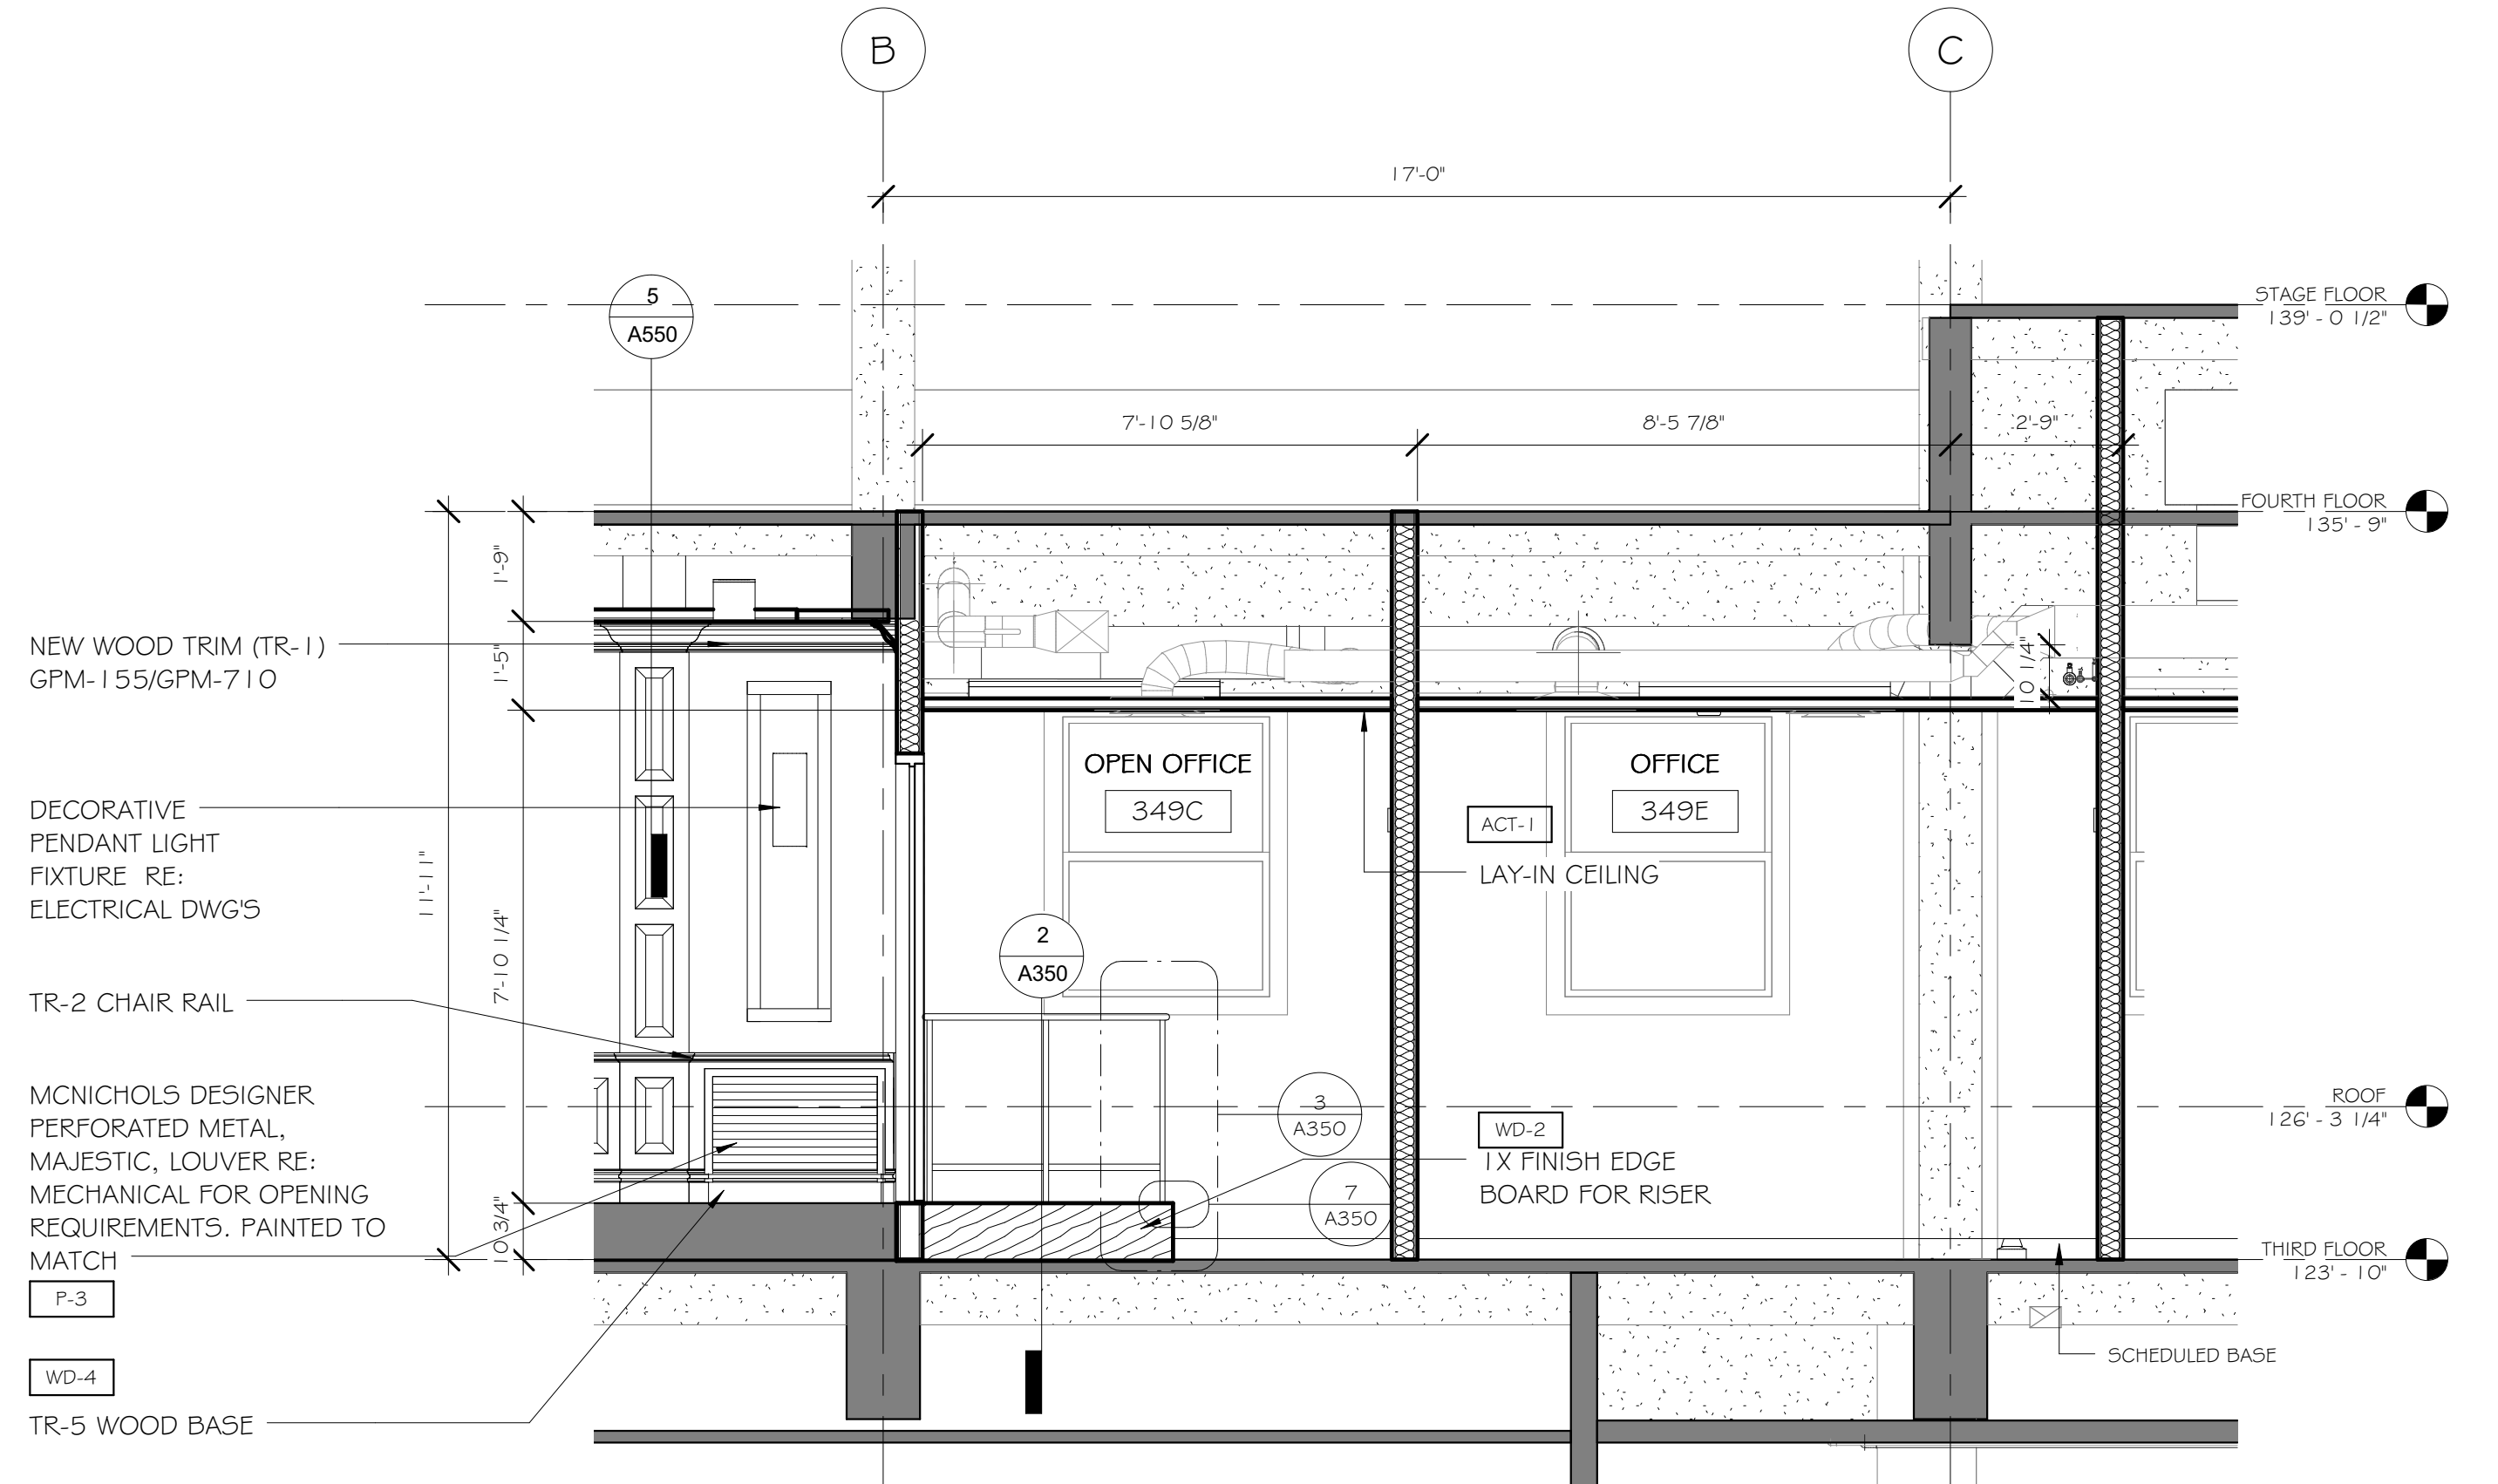 B
C
17'-0"
5
A550
STAGE FLOOR
139' - 0 1/2"
7'-10 5/8"
8'-5 7/8"
2'-9"
FOURTH FLOOR
135' - 9"
1'-9"
NEW WOOD TRIM (TR-1)
GPM-155/GPM-710
1'-5"
10 1/4"
OPEN OFFICE
349C
OFFICE
349E
ACT-1
LAY-IN CEILING
DECORATIVE
PENDANT LIGHT
FIXTURE RE:
ELECTRICAL DWG'S
11'-11"
7'-10 1/4"
2
A350
TR-2 CHAIR RAIL
MCNICHOLS DESIGNER
PERFORATED METAL,
MAJESTIC, LOUVER RE:
MECHANICAL FOR OPENING
REQUIREMENTS. PAINTED TO
MATCH
3
A350
WD-2
1X FINISH EDGE
BOARD FOR RISER
7
A350
ROOF
126' - 3 1/4"
10 3/4"
THIRD FLOOR
123' - 10"
P-3
WD-4
TR-5 WOOD BASE
SCHEDULED BASE